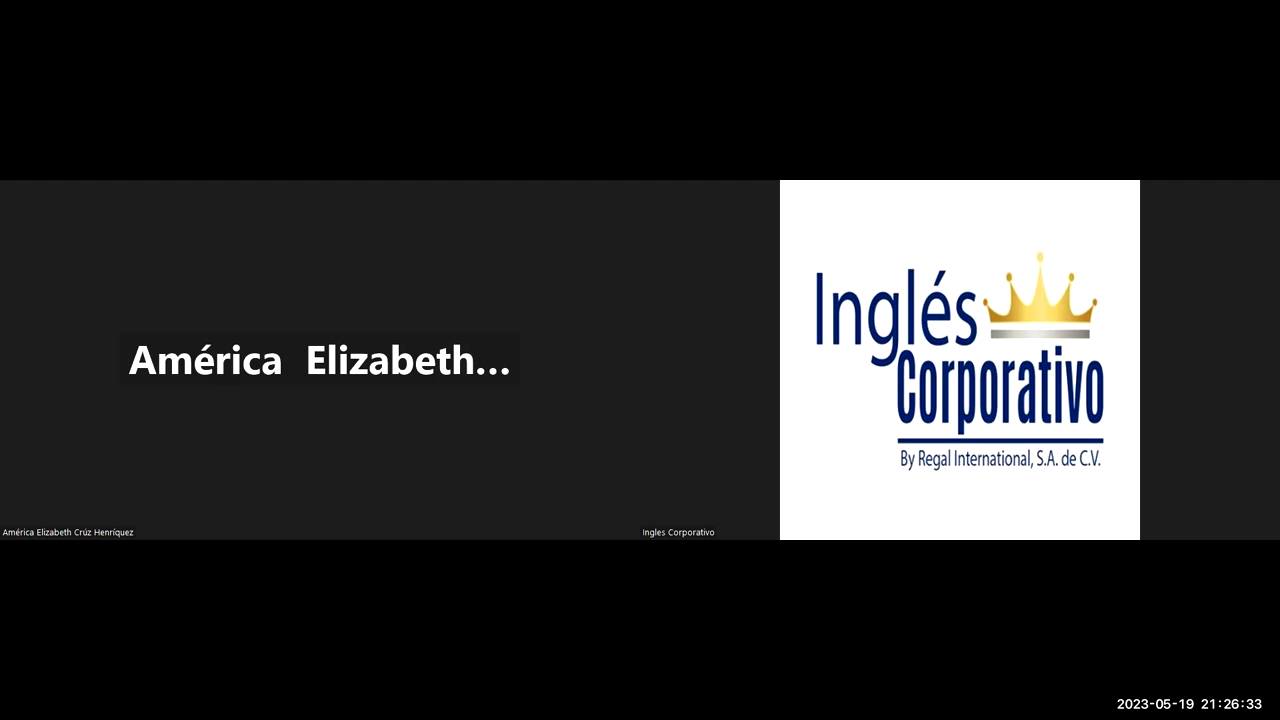 América  Elizabeth...
América Elizabeth Crúz Henríquez
Inglés
Corporativo
By Regal International, S.A. de C.V.
Ingles Corporativo
2023-05-19 21:26:33